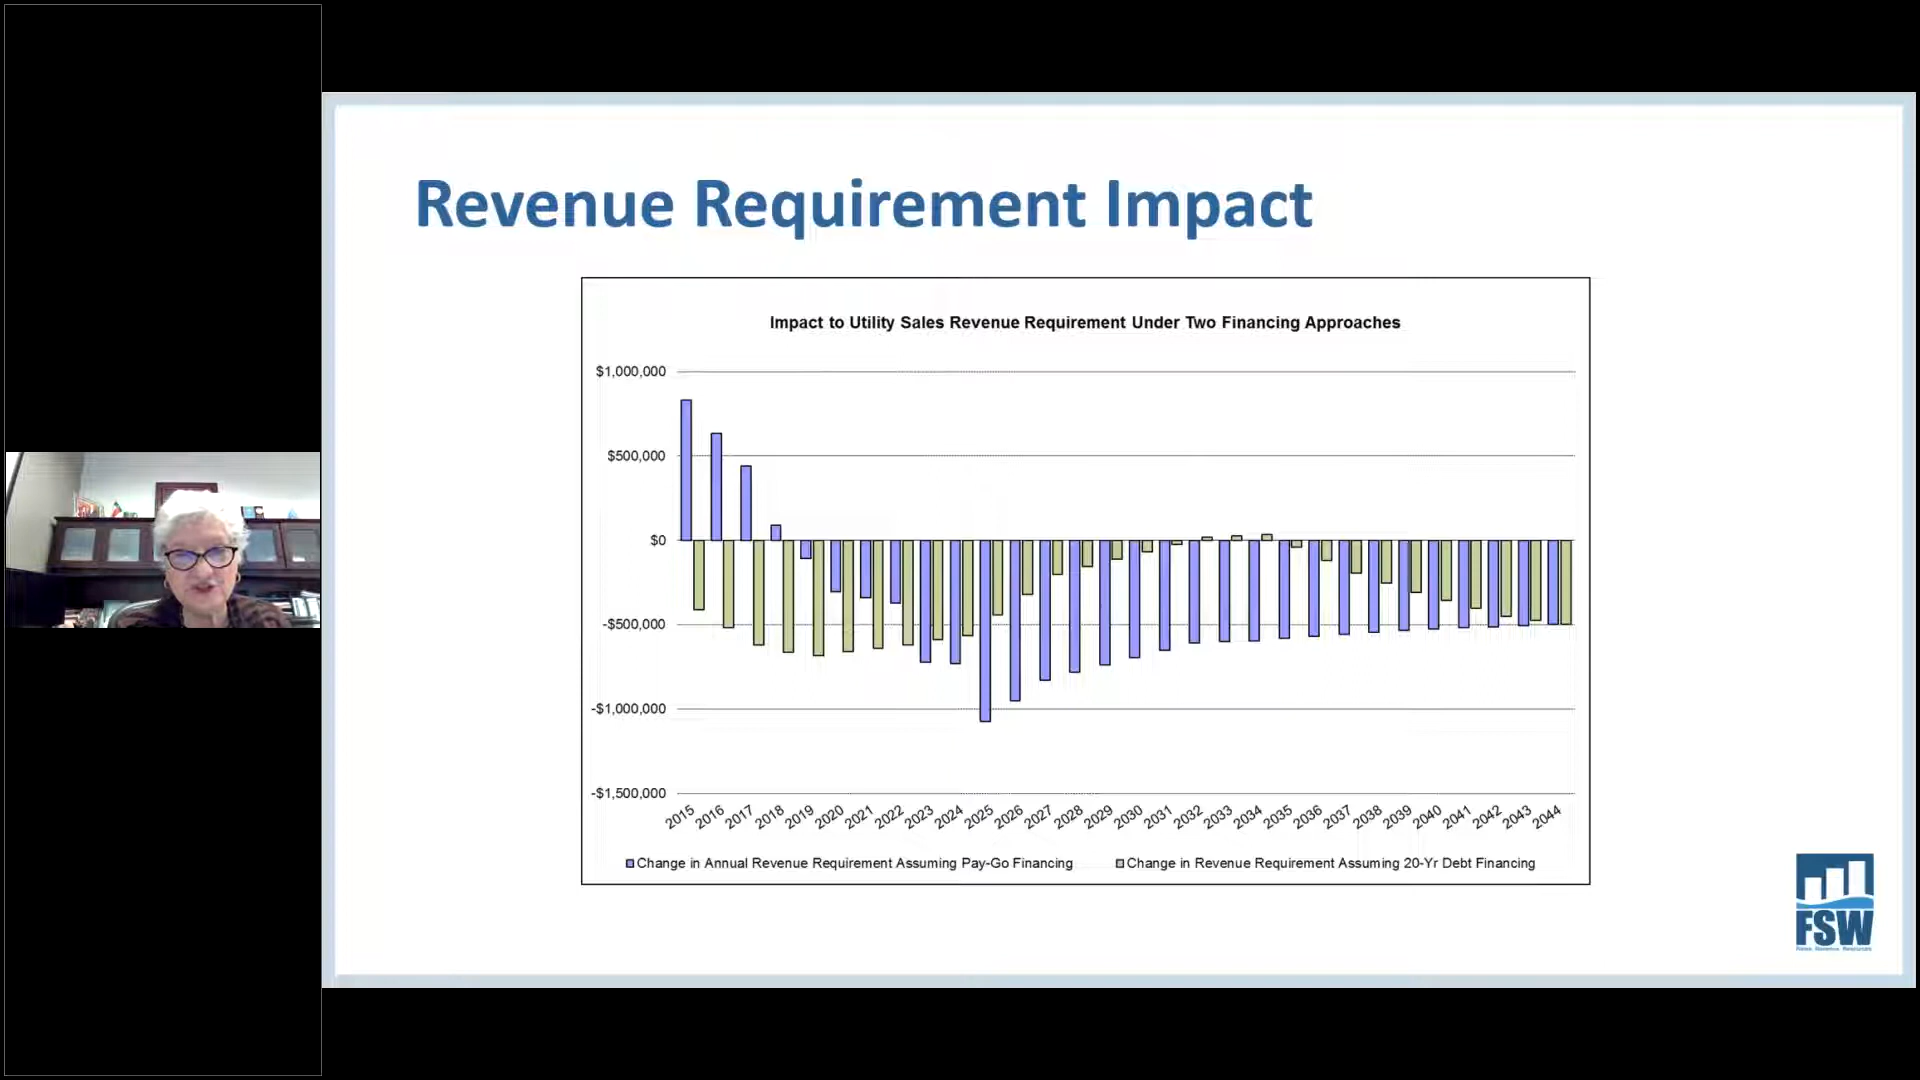 Revenue Requirement Impact
Impact to Utility Sales Revenue Requirement Under Two Financing Approaches
$1,000,000
$500,000
$0
-$500,000
-$1,000,000
-$1,500,000
2015 2016 2017 2018 2019 2020 2021 2022 2023 2024 2025 2026 2027 2028 2029 2030 2031 2032 2033 2034 2035 2036 2037 2038 2039 2040 2041 2042 2043 2044
Change in Annual Revenue Requirement Assuming Pay-Go Financing Change in Revenue Requirement Assuming 20-Yr Debt Financing
FSW